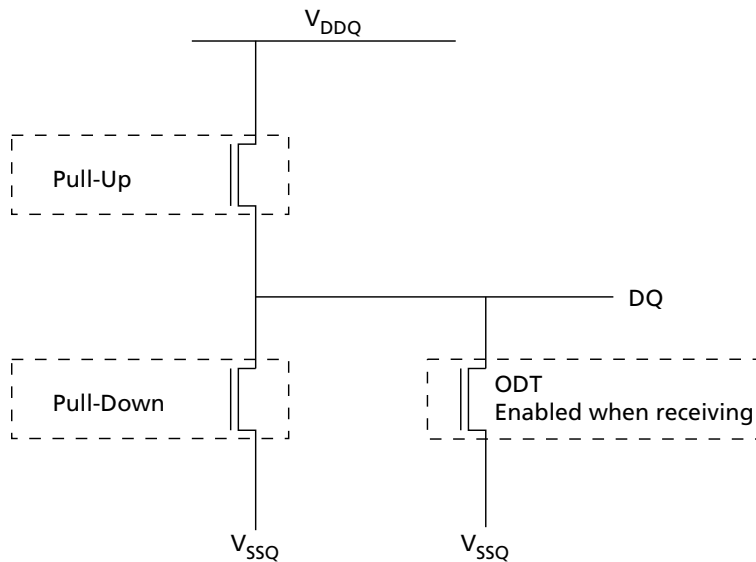 VDDQ
Pull-Up
DQ
Pull-Down
ODT
Enabled when receiving
VSSQ
VSSQ